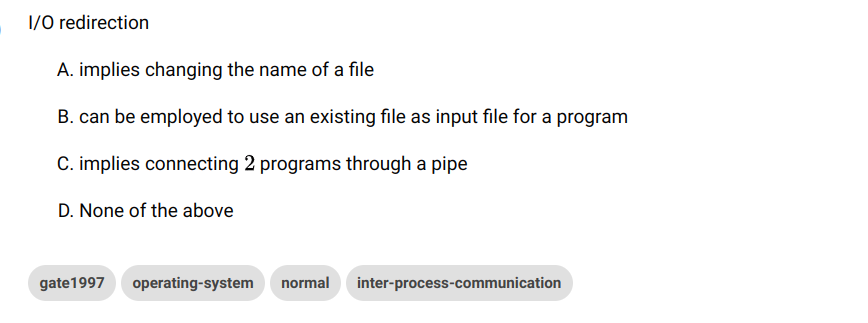 I/O redirection
A. implies changing the name of a file
B. can be employed to use an existing file as input file for a program
C. implies connecting 2 programs through a pipe
D. None of the above
gate1997 operating-system normal inter-process-communication